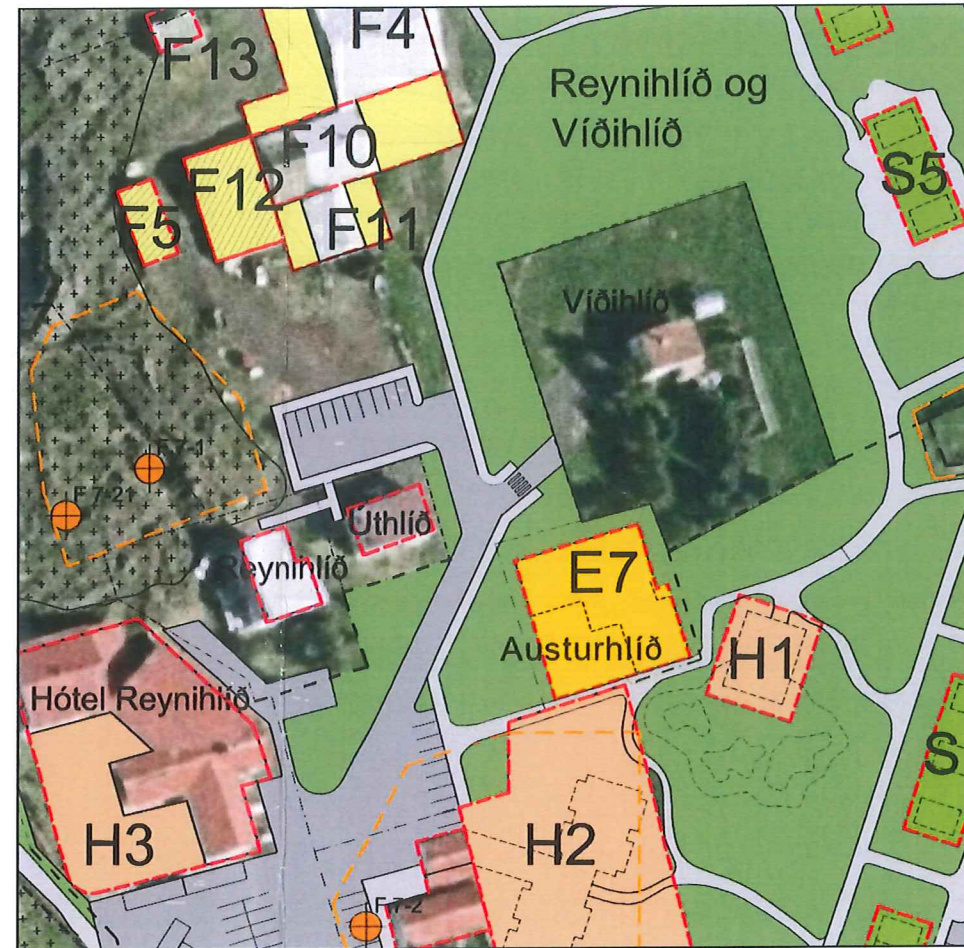 F4
F13
Reynihlíð og
Víðihlíð
F10
S5
F12
F5
F11
Víðihlíð
F7-1
F7-21
Úthlíð
Reynihlíð
E7
Austurhlíð
H1
Hótel Reynihlíð
S
H3
H2
F7-2